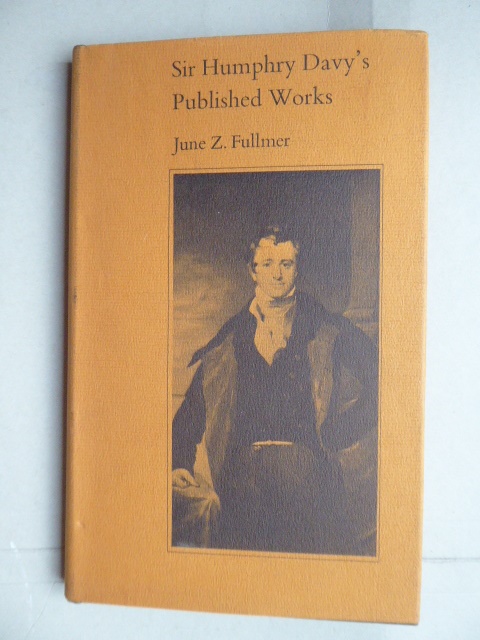 Sir Humphry Davy's
Published Works
June Z. Fullmer